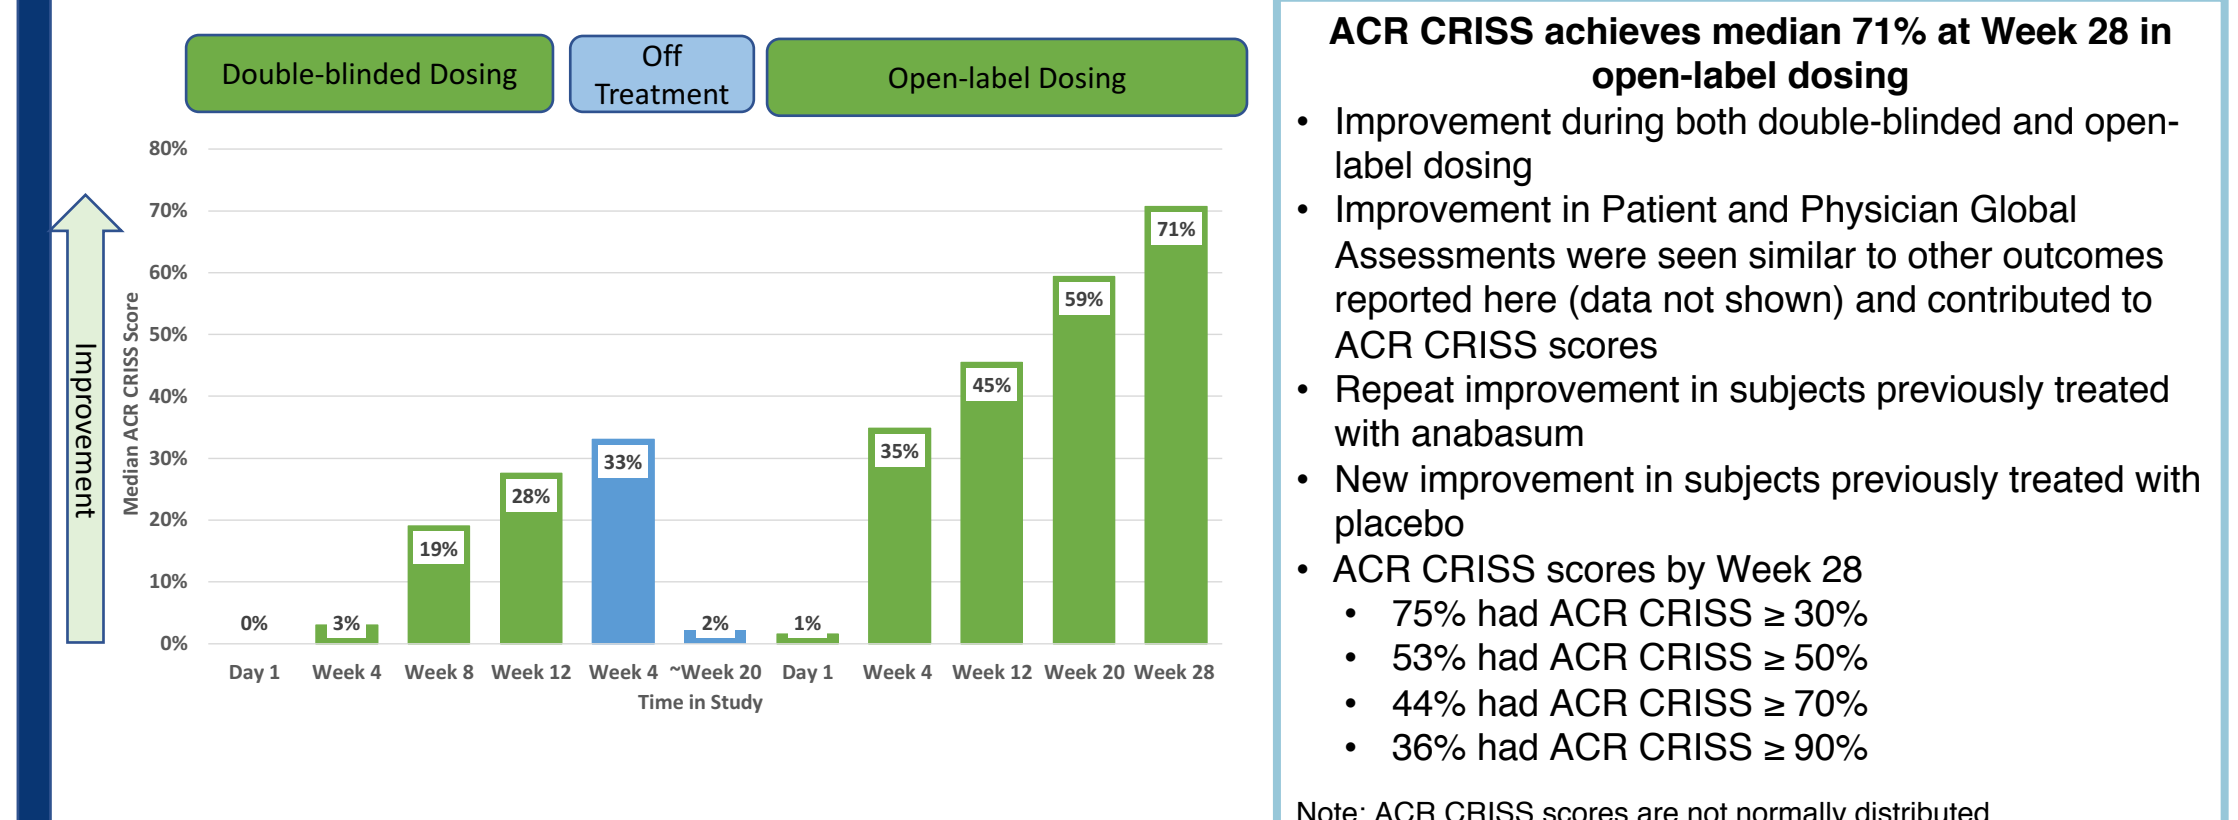 Double-blinded Dosing
Off
Treatment
Open-label Dosing
80%
70%
60%
50%
40%
30%
20%
10%
0%
Improvement
Median ACR CRISS Score
0%
3%
19%
28%
33%
2%
1%
35%
45%
59%
71%
Day 1
Week 4
Week 8
Week 12
Week 4
~Week 20
Day 1
Week 4
Week 12
Week 20
Week 28
Time in Study
ACR CRISS achieves median 71% at Week 28 in
open-label dosing
• Improvement during both double-blinded and open-
label dosing
• Improvement in Patient and Physician Global
Assessments were seen similar to other outcomes
reported here (data not shown) and contributed to
ACR CRISS scores
• Repeat improvement in subjects previously treated
with anabasum
• New improvement in subjects previously treated with
placebo
• ACR CRISS scores by Week 28
• 75% had ACR CRISS ≥ 30%
• 53% had ACR CRISS ≥ 50%
• 44% had ACR CRISS ≥ 70%
• 36% had ACR CRISS ≥ 90%
Note: ACR CRISS scores are not normally distributed